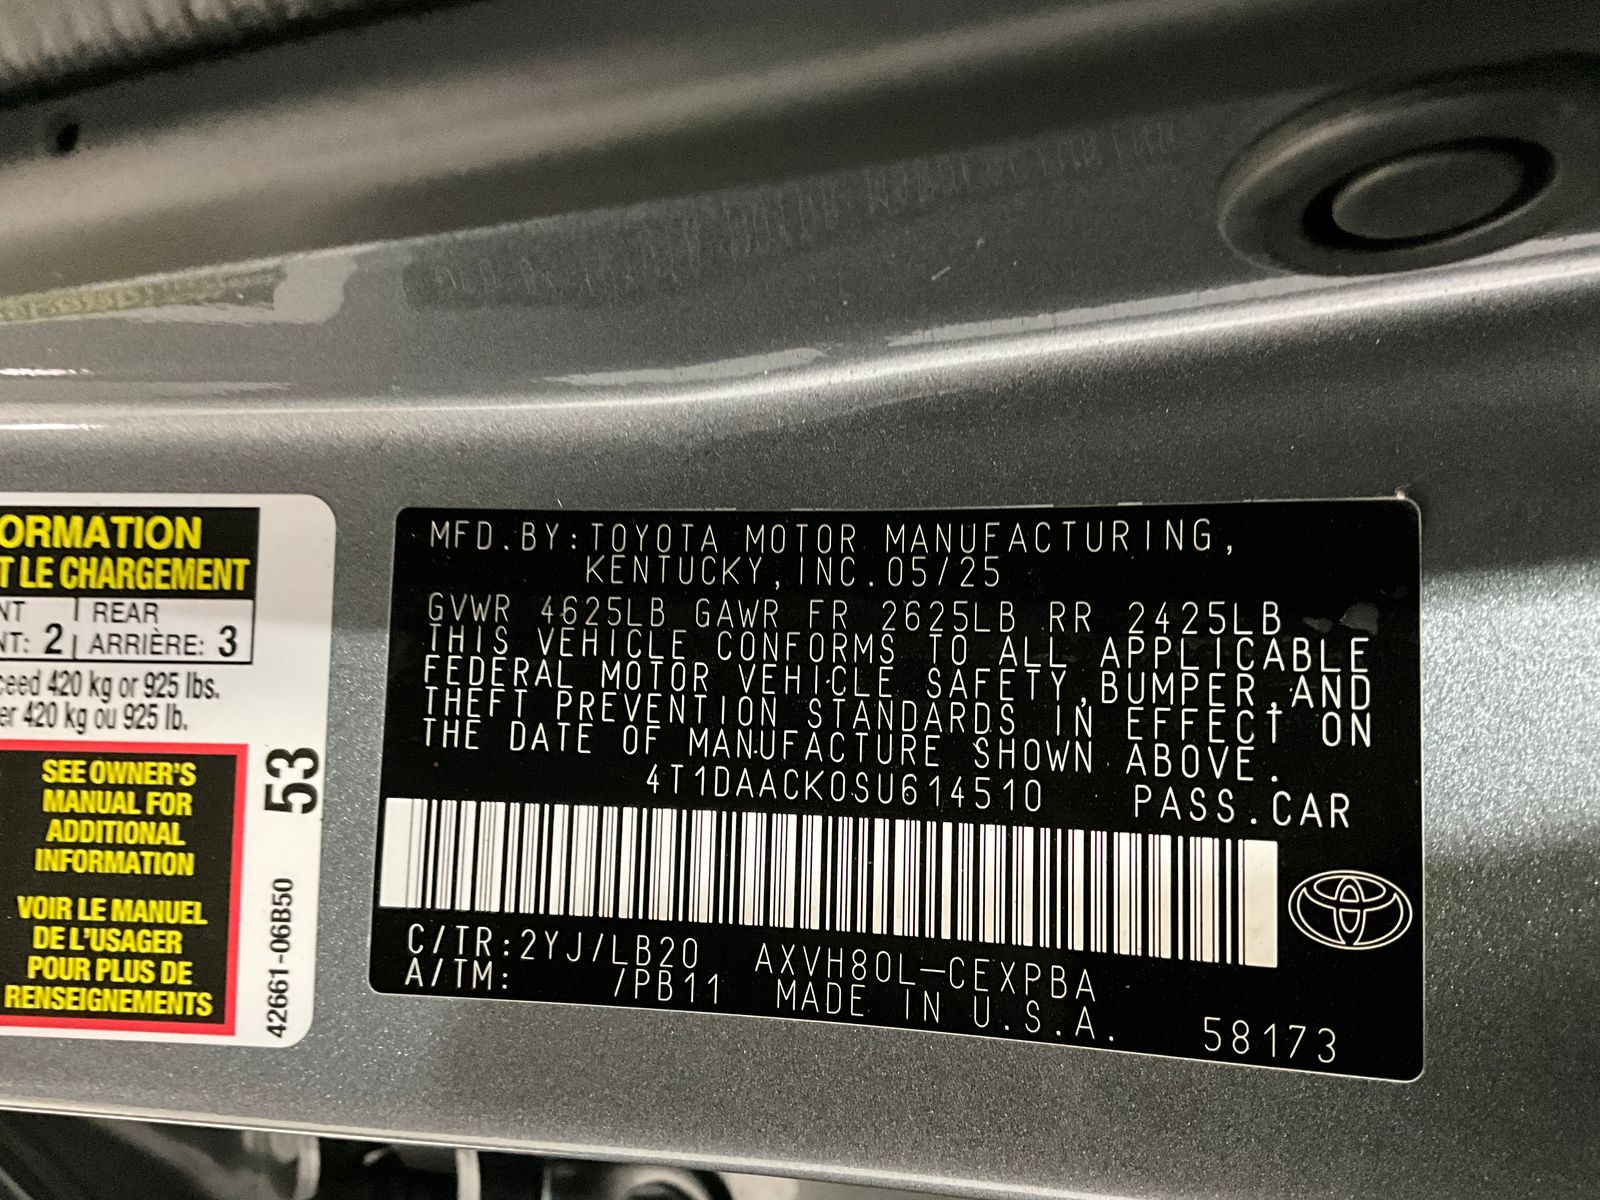 ORMATION
T LE CHARGEMENT
NT | REAR
NT: 2 | ARRIÈRE: 3
ceed 420 kg or 925 lbs.
er 420 kg ou 925 lb.
SEE OWNER'S
MANUAL FOR
ADDITIONAL
INFORMATION
VOIR LE MANUEL
DE L'USAGER
POUR PLUS DE
RENSEIGNEMENTS
53
42661-06B50
MFD.BY:TOYOTA MOTOR MANUFACTURING,
KENTUCKY,INC.05/25
GVWR 4625LB GAWR FR 2625LB RR 2425LB
THIS VEHICLE CONFORMS TO ALL APPLICABLE
FEDERAL MOTOR VEHICLE SAFETY,BUMPER,AND
THEFT PREVENTION STANDARDS IN EFFECT ON
THE DATE OF MANUFACTURE SHOWN ABOVE.
4T1DAACK0SU614510 PASS.CAR
C/TR:2YJ/LB20 AXVH80L-CEXPBA
A/TM: /PB11 MADE IN U.S.A. 58173